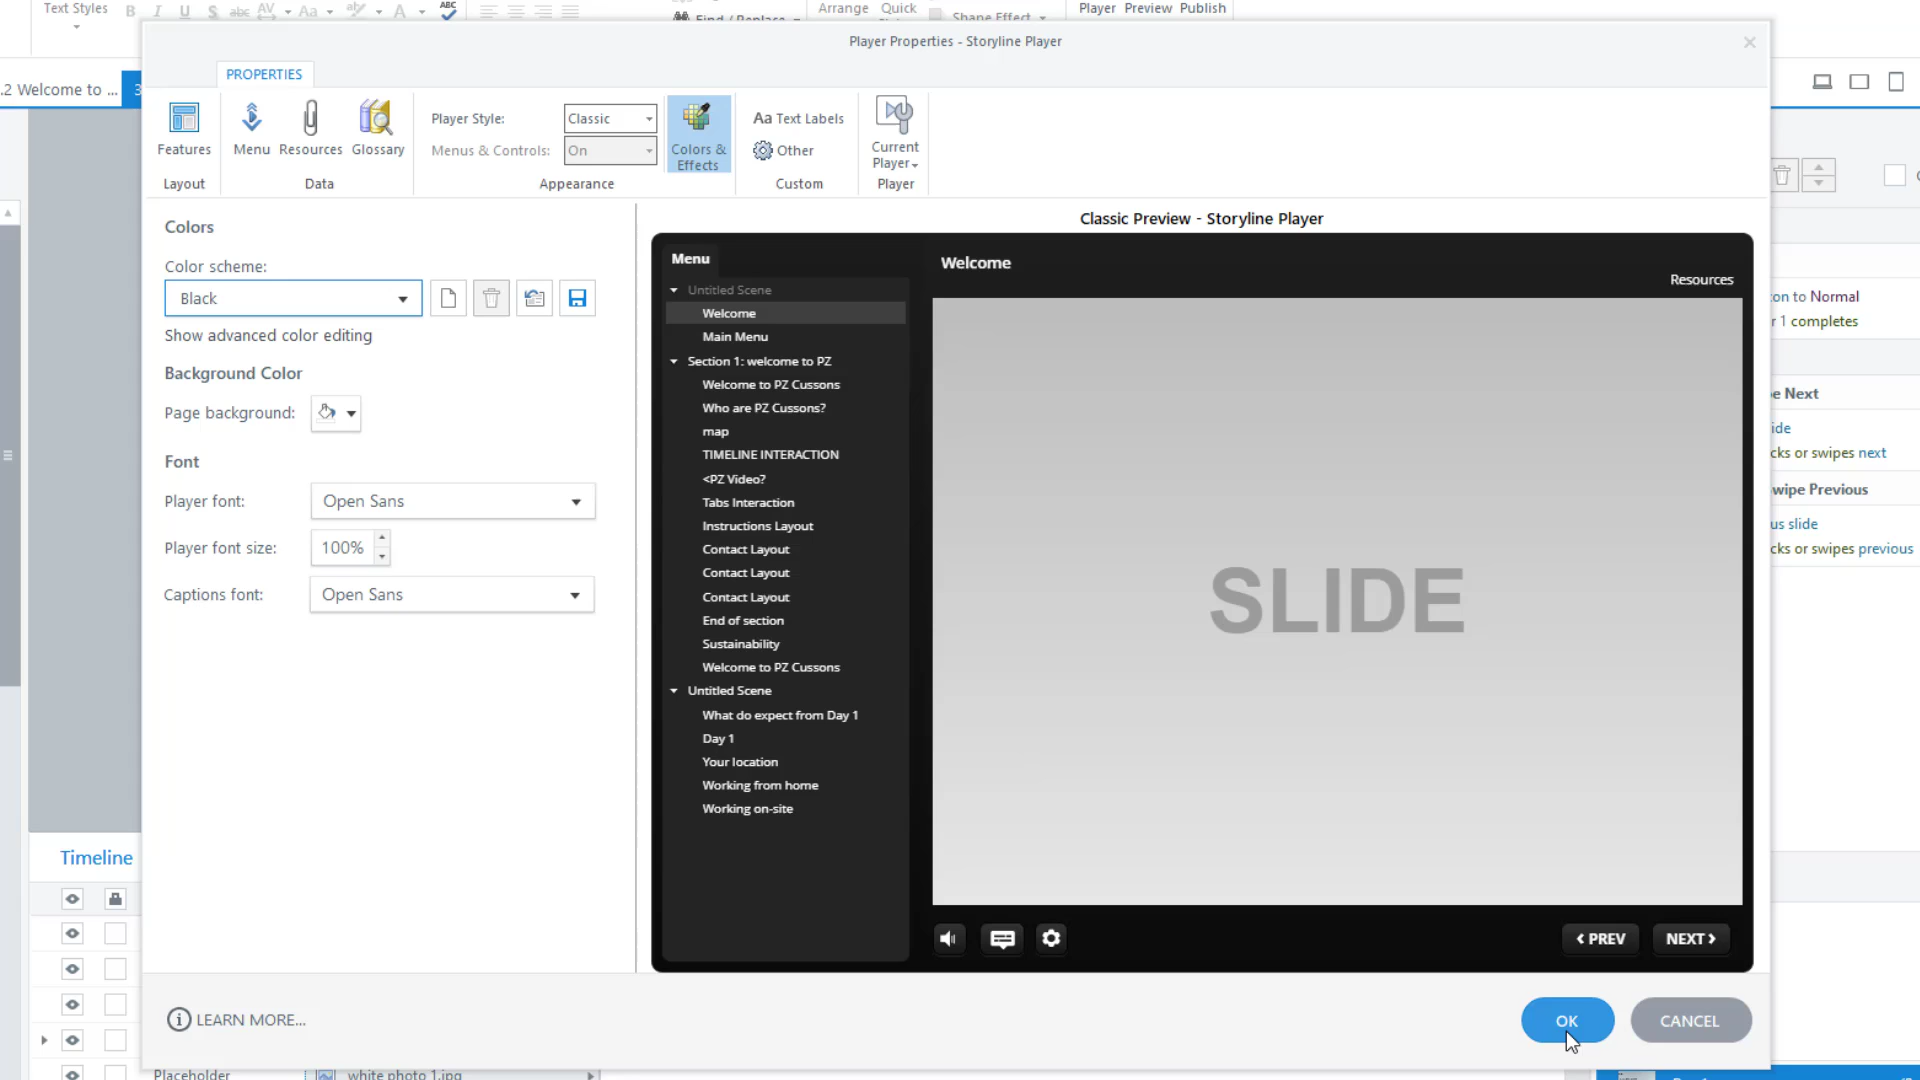 Text Styles
B I U S abc AV Aa A ABC
Find / Replace
Arrange
Quick
Shape Effect
Player Preview Publish
Player Properties - Storyline Player
PROPERTIES
.2 Welcome to ...
3
Features
Menu
Resources
Glossary
Player Style:
Classic
Menus & Controls:
On
Colors &
Effects
Aa Text Labels
Other
Current
Player
Layout
Data
Appearance
Custom
Player
Colors
Color scheme:
Black
Show advanced color editing
Background Color
Page background:
Font
Player font:
Open Sans
Player font size:
100%
Captions font:
Open Sans
Classic Preview - Storyline Player
Menu
Untitled Scene
Welcome
Main Menu
Section 1: welcome to PZ
Welcome to PZ Cussons
Who are PZ Cussons?
map
TIMELINE INTERACTION
<PZ Video?
Tabs Interaction
Instructions Layout
Contact Layout
Contact Layout
Contact Layout
End of section
Sustainability
Welcome to PZ Cussons
Untitled Scene
What do expect from Day 1
Day 1
Your location
Working from home
Working on-site
Welcome
Resources
SLIDE
PREV
NEXT
on to Normal
r 1 completes
e Next
ide
cks or swipes next
wipe Previous
us slide
cks or swipes previous
Timeline
LEARN MORE...
OK
CANCEL
Placeholder
white photo 1.jpg